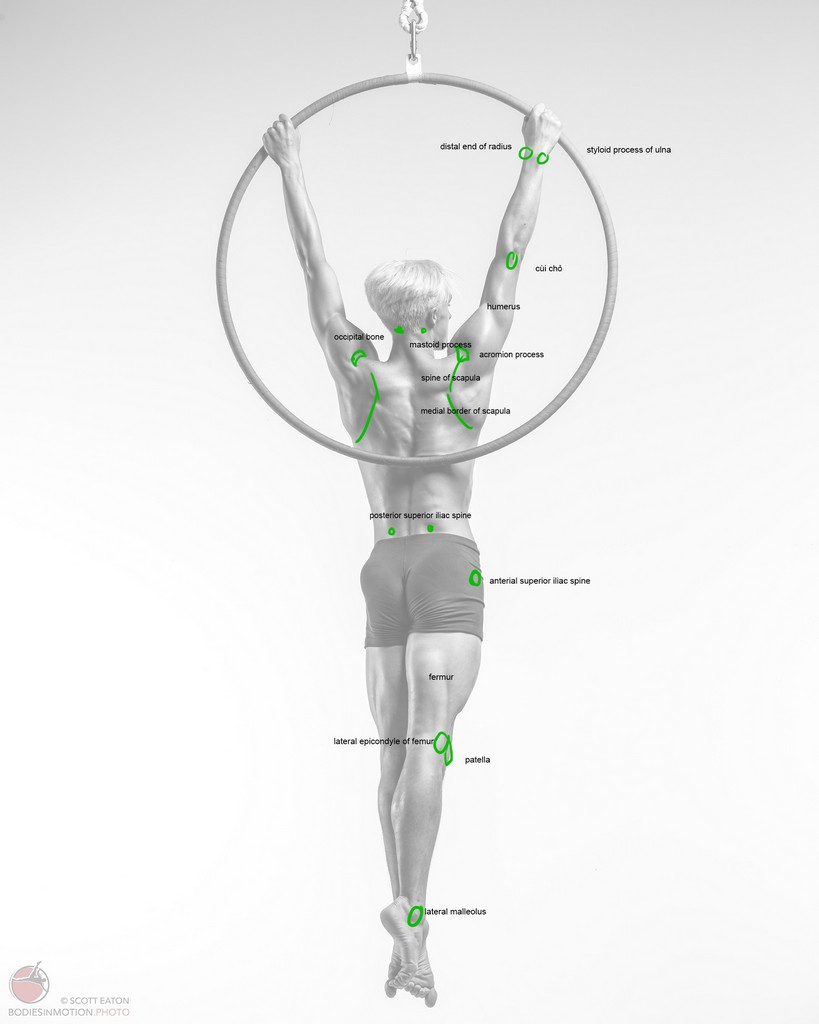 distal end of radius
styloid process of ulna
cùi chỏ
humerus
occipital bone
mastoid process
acromion process
spine of scapula
medial border of scapula
posterior superior iliac spine
anterial superior iliac spine
fermur
lateral epicondyle of femur
patella
lateral malleolus
© SCOTT EATON
BODIESINMOTION.PHOTO